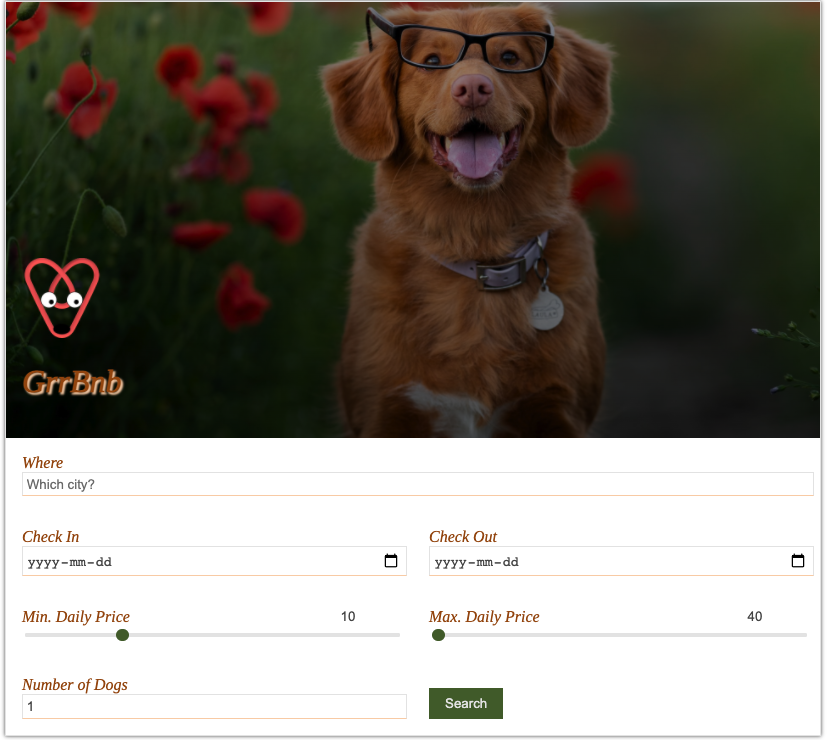 GrrBnb
Where
Which city?
Check In
Check Out
yyyy-mm-dd
yyyy-mm-dd
Min. Daily Price
10
Max. Daily Price
40
Number of Dogs
1
Search